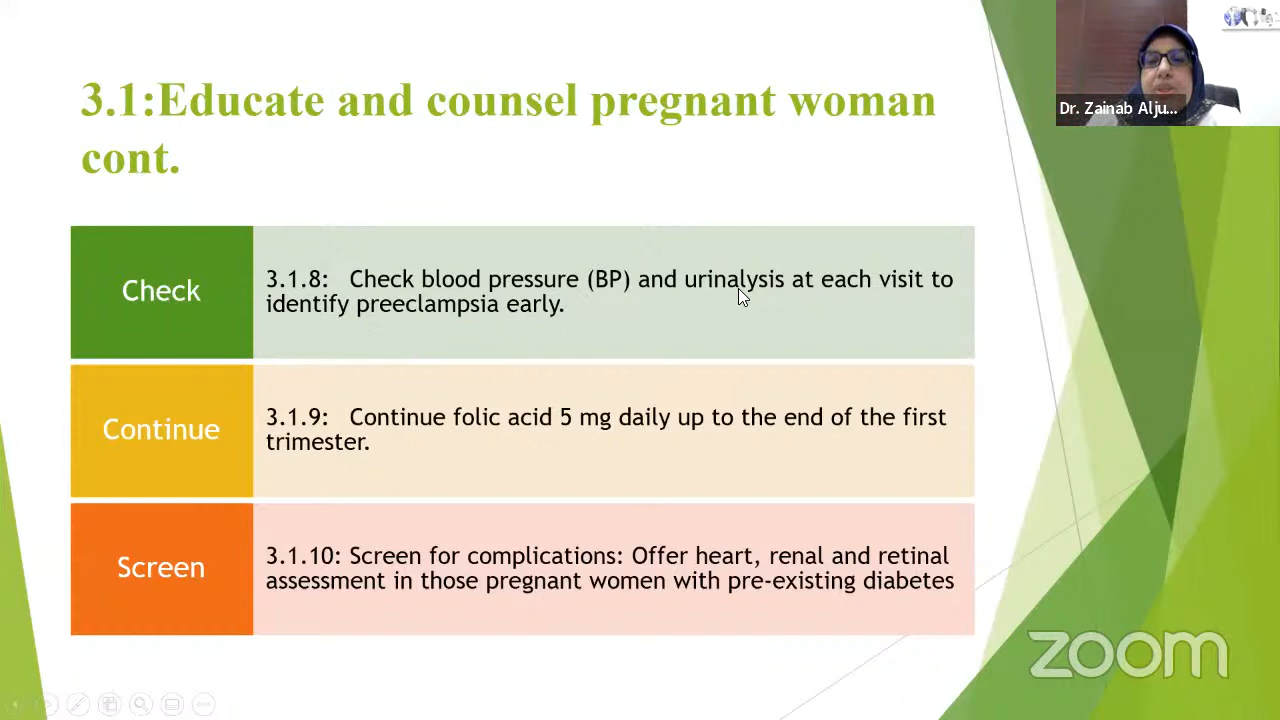 3.1:Educate and counsel pregnant woman
cont.
Dr. Zainab Alju...
Check
3.1.8: Check blood pressure (BP) and urinalysis at each visit to
identify preeclampsia early.
Continue
3.1.9: Continue folic acid 5 mg daily up to the end of the first
trimester.
Screen
3.1.10: Screen for complications: Offer heart, renal and retinal
assessment in those pregnant women with pre-existing diabetes
zoom